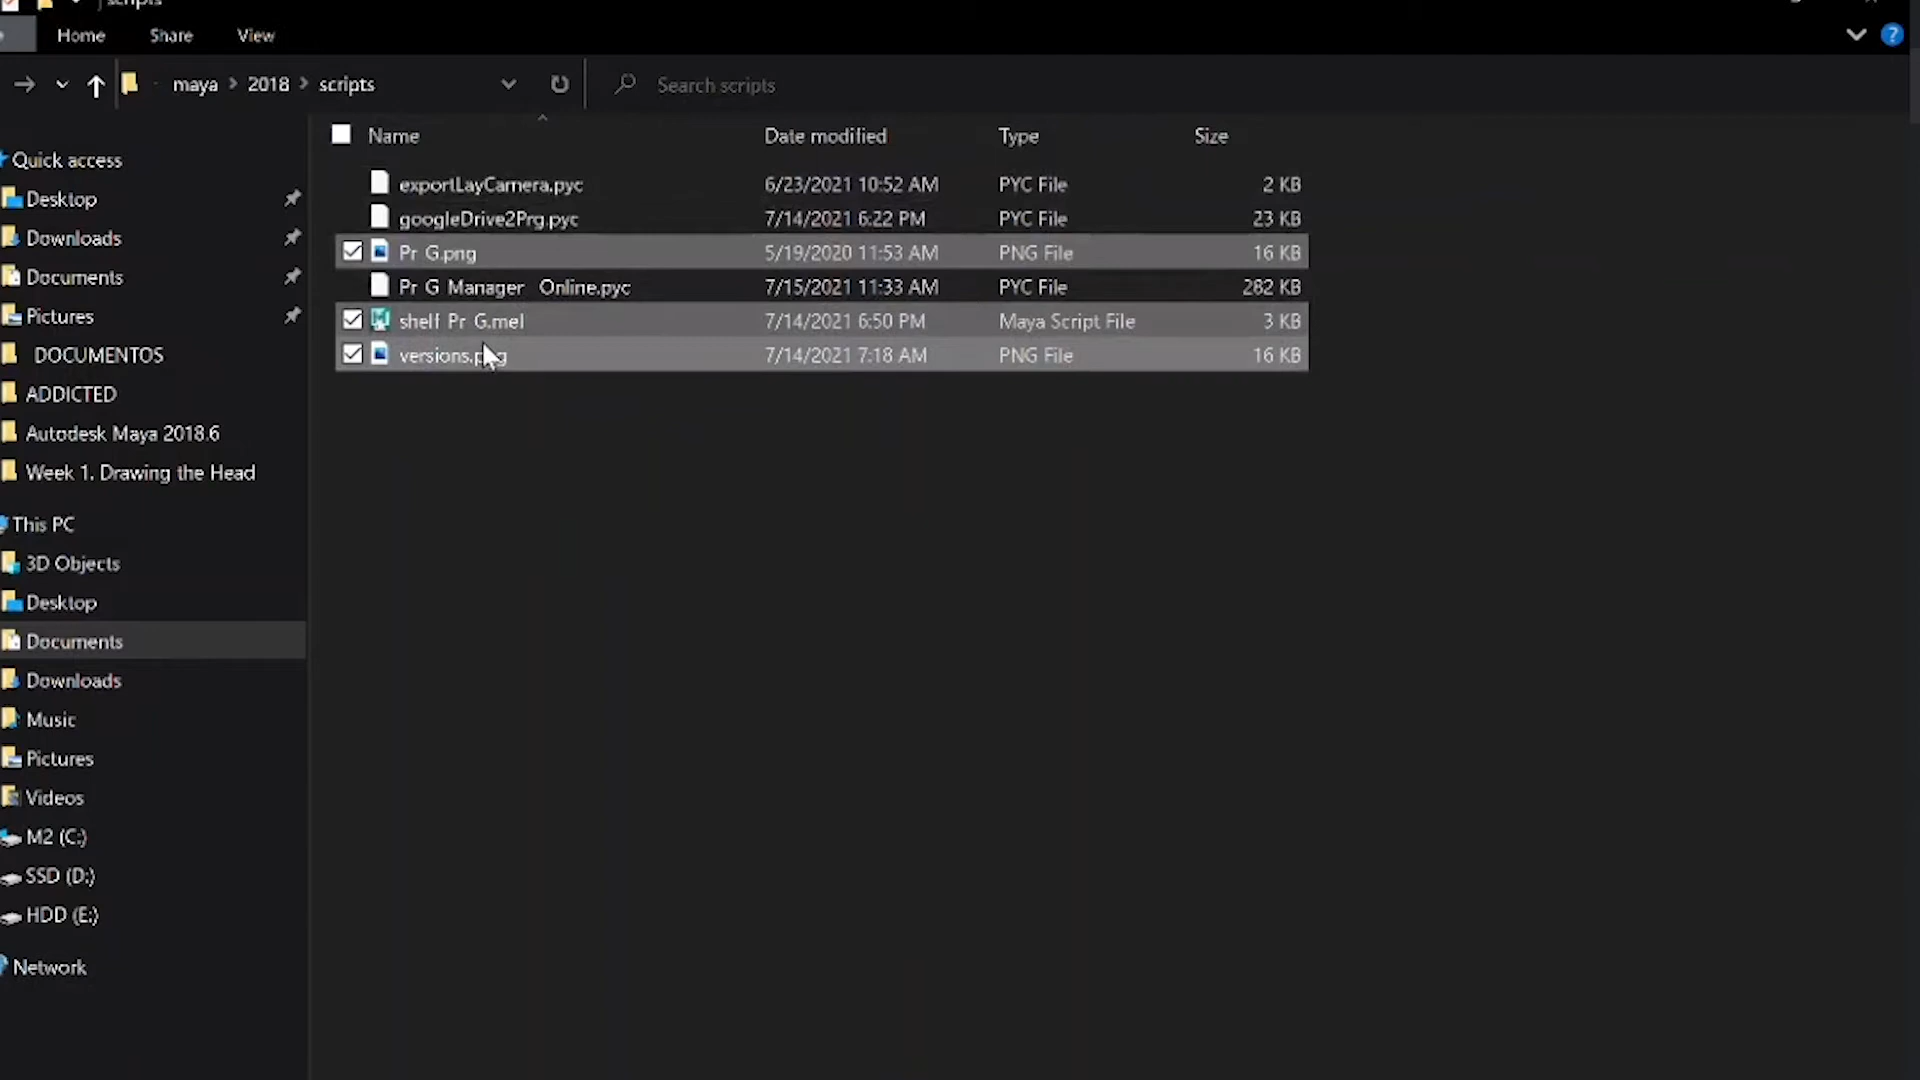 scripts
Home Share View
maya 2018 scripts Search scripts
Name Date modified Type Size
exportLayCamera.pyc 6/23/2021 10:52 AM PYC File 2 KB
googleDrive2Prg.pyc 7/14/2021 6:22 PM PYC File 23 KB
Pr G.png 5/19/2020 11:53 AM PNG File 16 KB
Pr G Manager Online.pyc 7/15/2021 11:33 AM PYC File 282 KB
shelf Pr G.mel 7/14/2021 6:50 PM Maya Script File 3 KB
versions.png 7/14/2021 7:18 AM PNG File 16 KB
Quick access
Desktop
Downloads
Documents
Pictures
DOCUMENTOS
ADDICTED
Autodesk Maya 2018.6
Week 1. Drawing the Head
This PC
3D Objects
Desktop
Documents
Downloads
Music
Pictures
Videos
M2 (C:)
SSD (D:)
HDD (E:)
Network